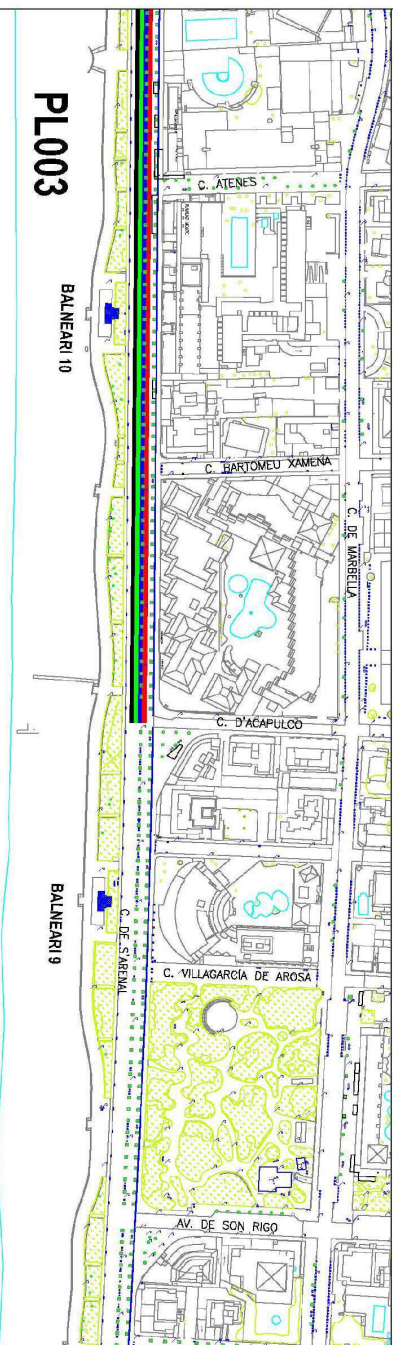 C. ATENES
PL003
BALNEARI 10
C. BARTOMEU XAMENA
C. DE MARBELLA
C. D'ACAPULCO
BALNEARI 9
C. DE S'ARENAL
C. VILLAGARCÍA DE AROSA
AV. DE SON RIGO